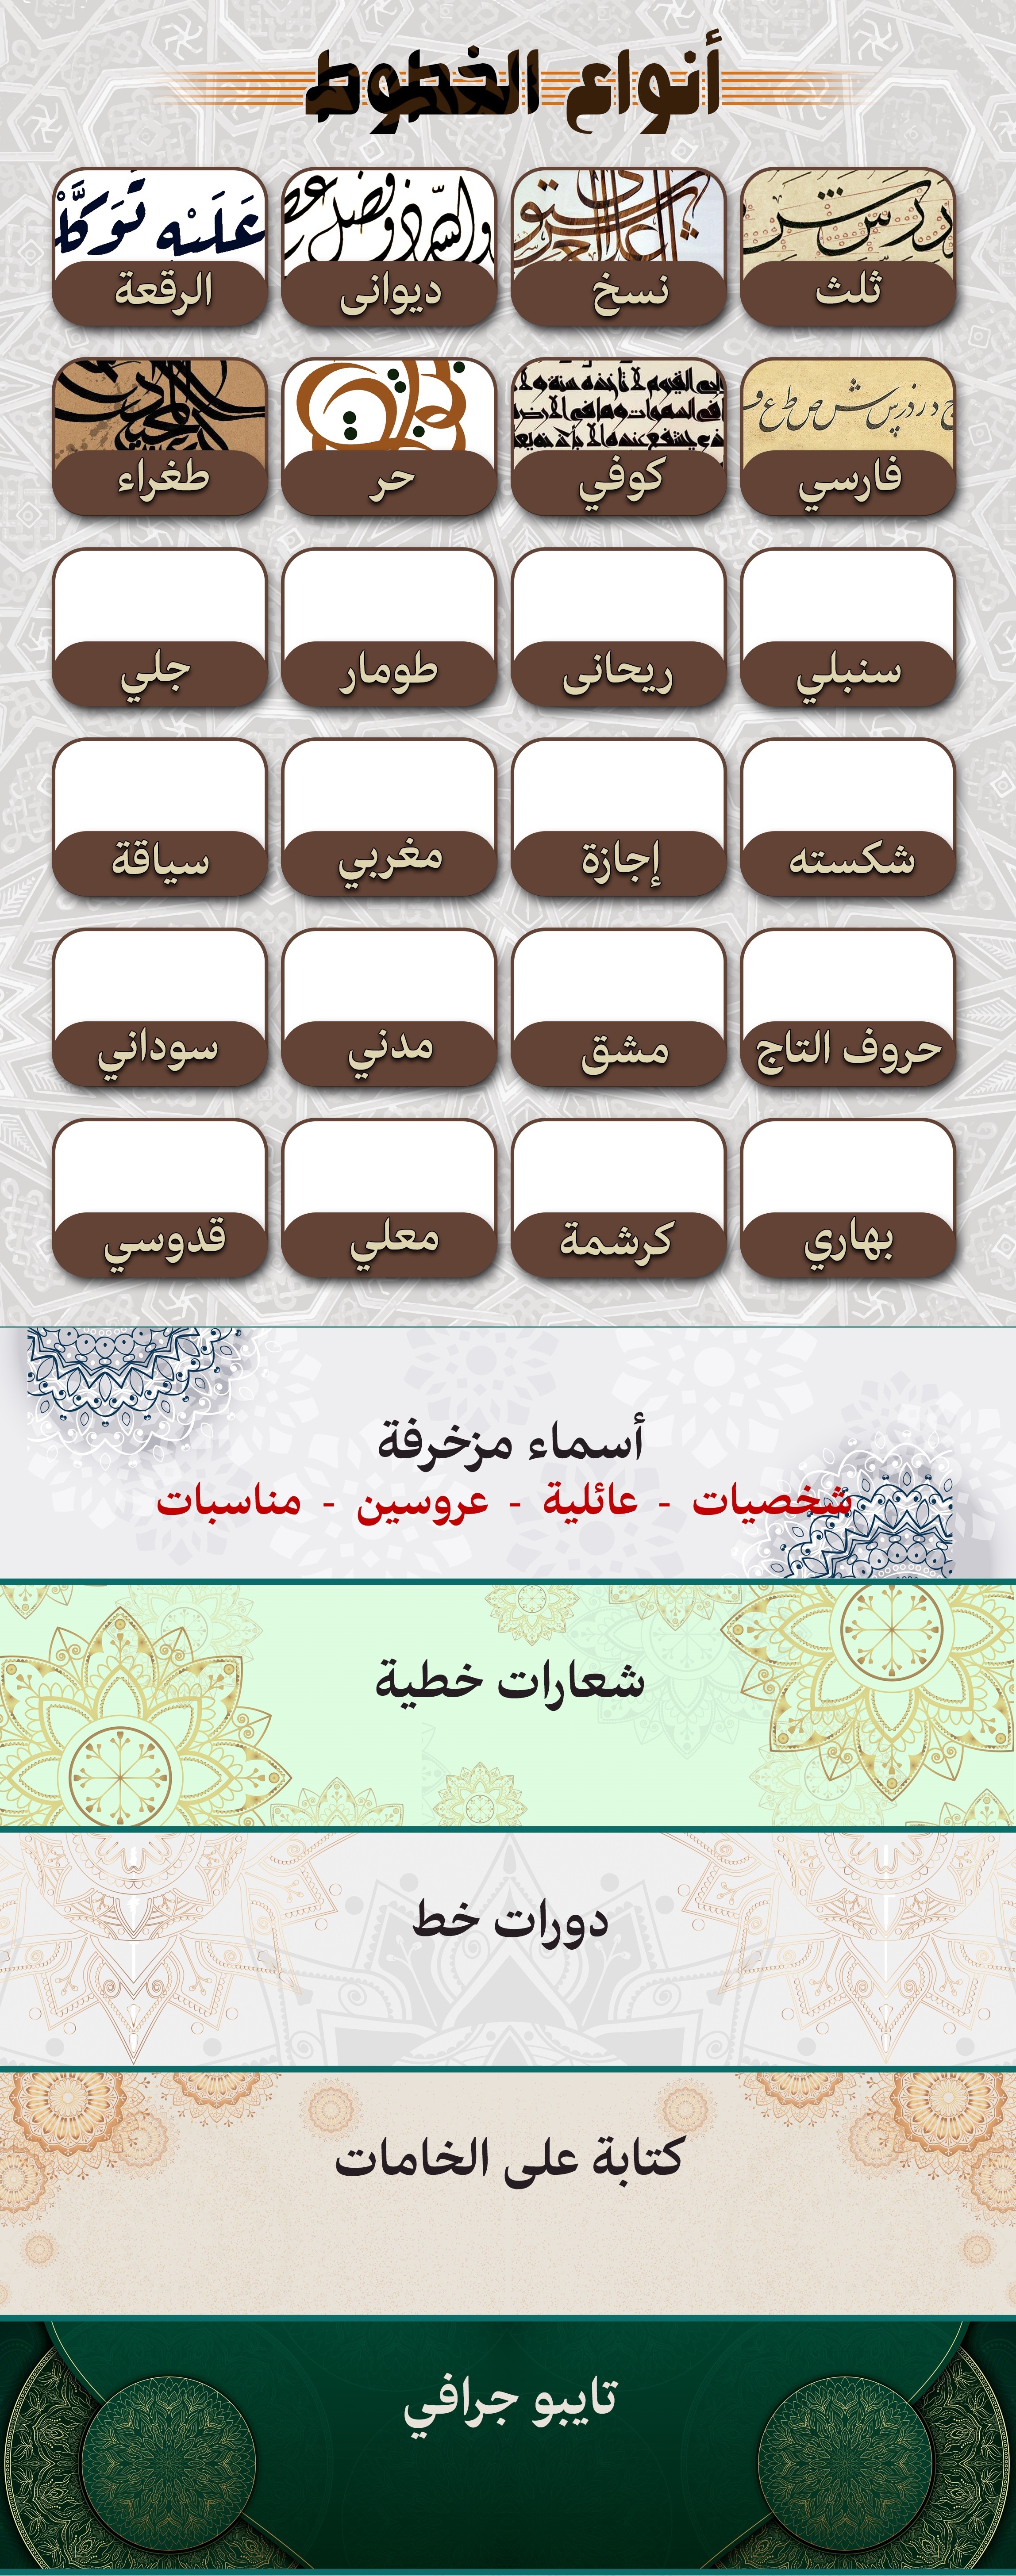 أنواع الخطوط
عَلَيْهِ تَوَكَّلْ
ثلث
نسخ
ديوانى
الرقعة
فارسي
كوفي
حر
طغراء
سنبلي
ريحانى
طومار
جلي
شكسته
إجازة
مغربي
سياقة
حروف التاج
مشق
مدني
سوداني
بهاري
كرشمة
معلي
قدوسي
أسماء مزخرفة
شخصيات - عائلية - عروسين - مناسبات
شعارات خطية
دورات خط
كتابة على الخامات
تايبو جرافي